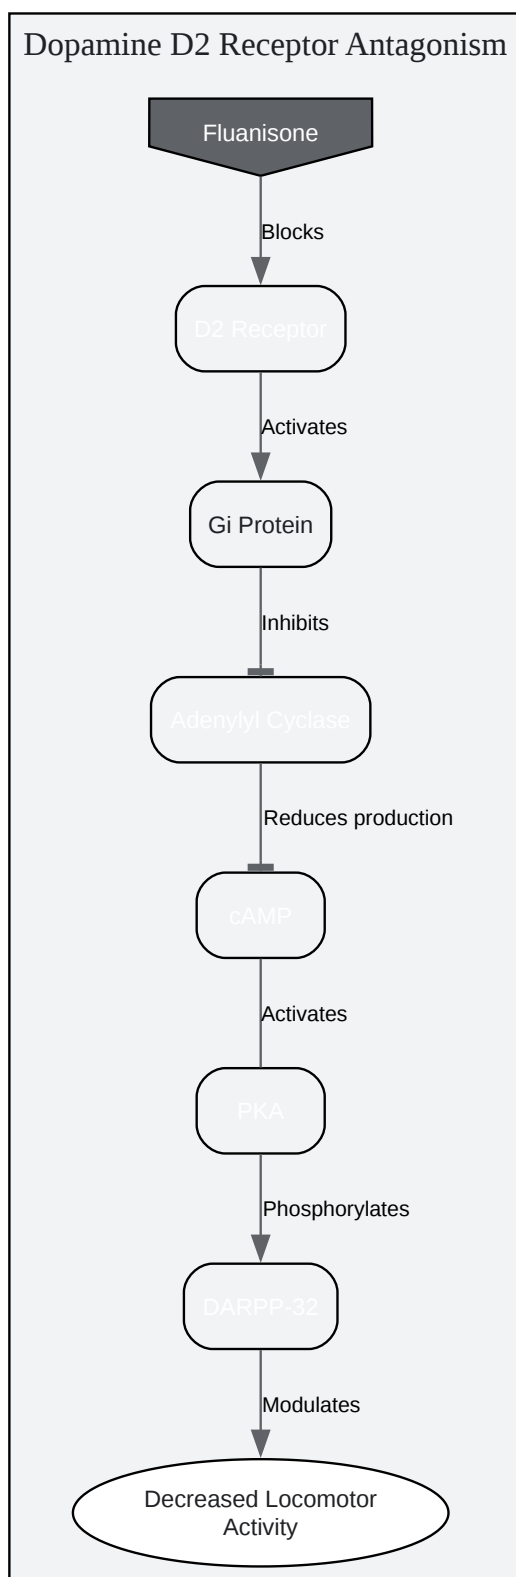 Dopamine D2 Receptor Antagonism
Fluanisone
Blocks
D2 Receptor
Activates
Gi Protein
Inhibits
Adenylyl Cyclase
Reduces production
cAMP
Activates
PKA
Phosphorylates
DARPP-32
Modulates
Decreased Locomotor
Activity